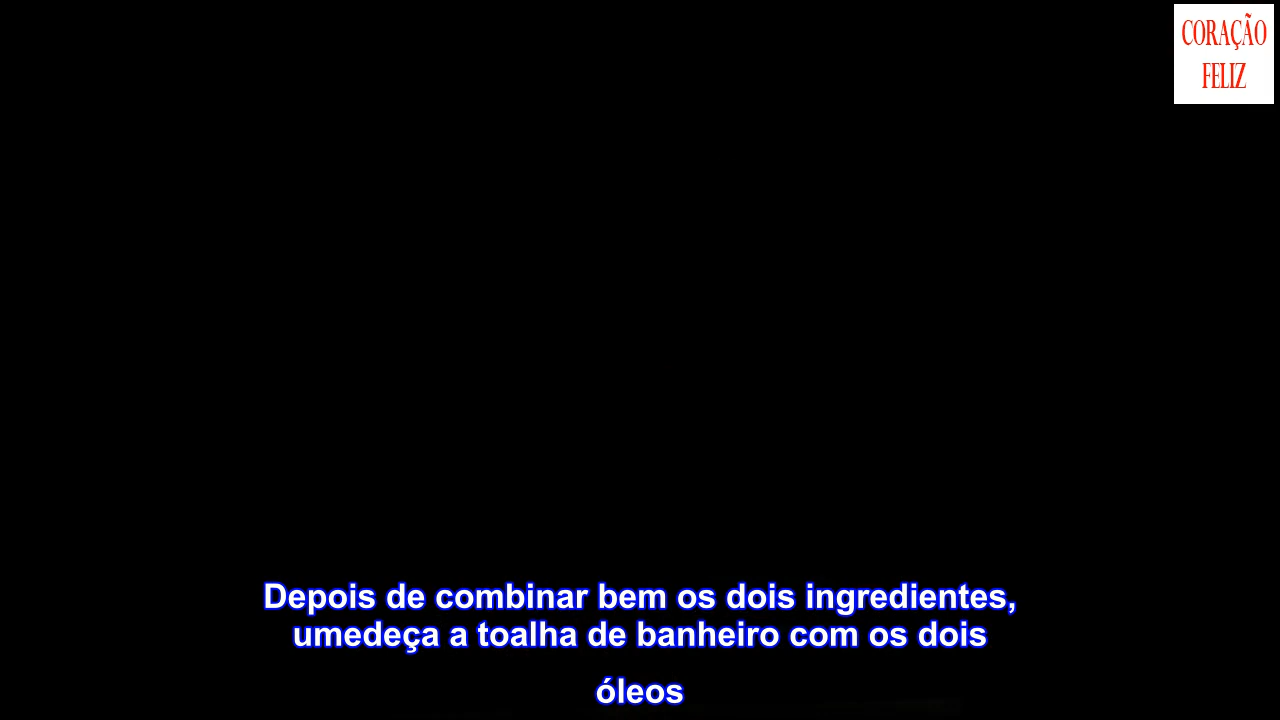 CORAÇÃO
FELIZ
Depois de combinar bem os dois ingredientes,
umedeça a toalha de banheiro com os dois
óleos